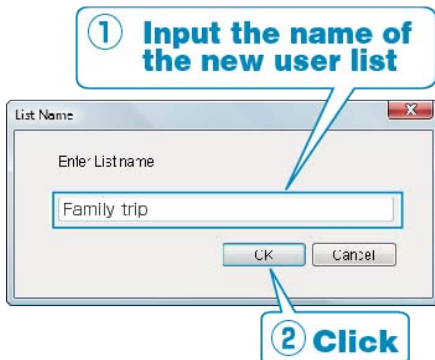 ① Input the name of
the new user list
List Name
Enter List name
Family trip
OK
Cancel
② Click